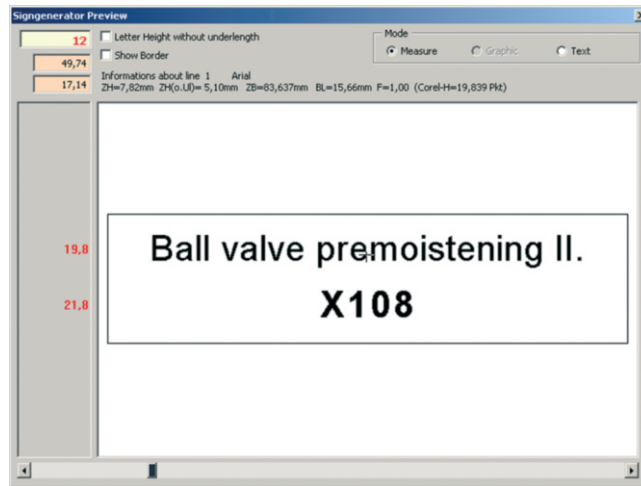 Signgenerator Preview
12
Letter Height without underlength
Mode
Measure
Graphic
Text
49,74
Show Border
17,14
Informations about line 1 Arial
ZH=7,82mm ZH(o.Ul)= 5,10mm ZB=83,637mm BL=15,66mm F=1,00 (Corel-H=19,839 Pkt)
19,8
Ball valve premoistening II.
21,8
X108